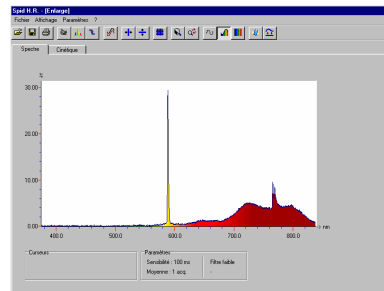 Spid H.R. - [Enlarge]
Fichier Affichage Paramètres ?
Spectre Cinétique
%
30.00
20.00
10.00
0.00
400.0 500.0 600.0 700.0 800.0 nm
Curseurs
Paramètres
Sensibilité : 100 ms Filtre faible
Moyenne : 1 acq. -